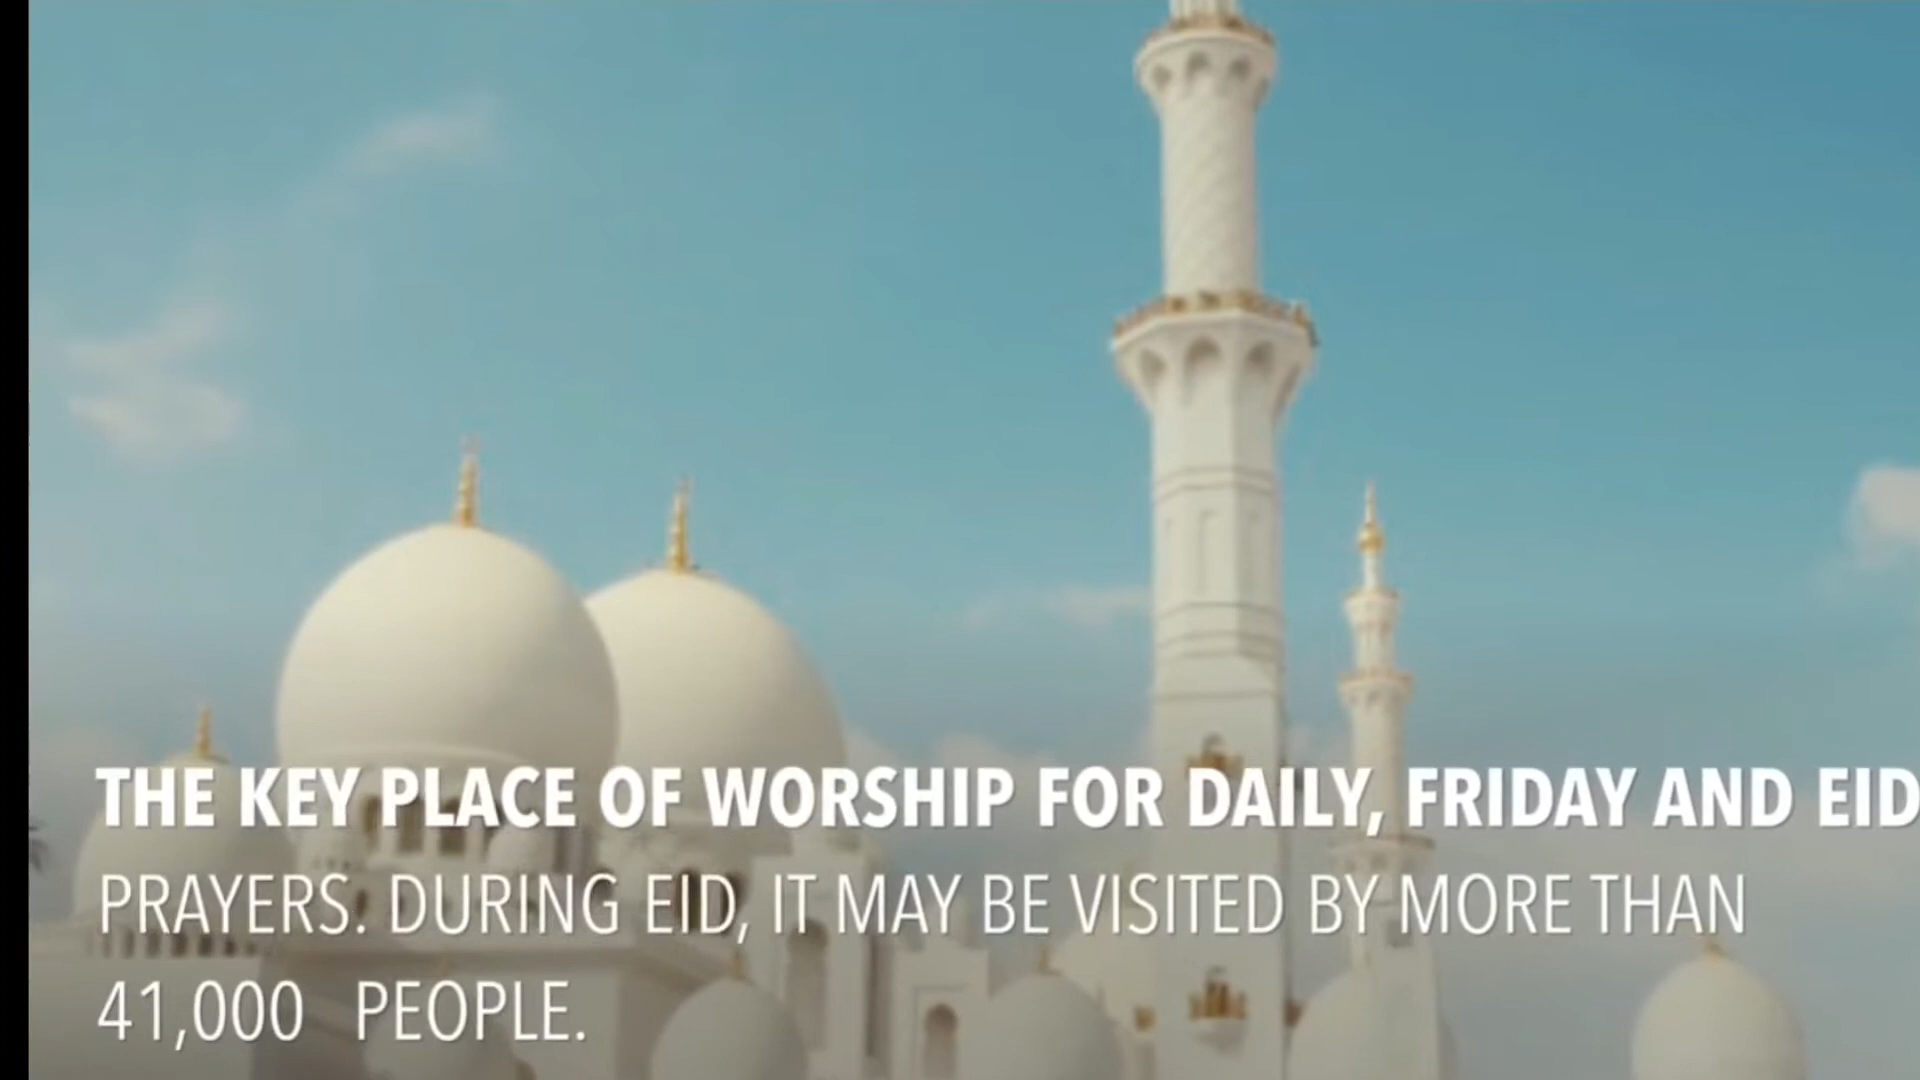 THE KEY PLACE OF WORSHIP FOR DAILY, FRIDAY AND EID
PRAYERS. DURING EID, IT MAY BE VISITED BY MORE THAN
41,000 PEOPLE.